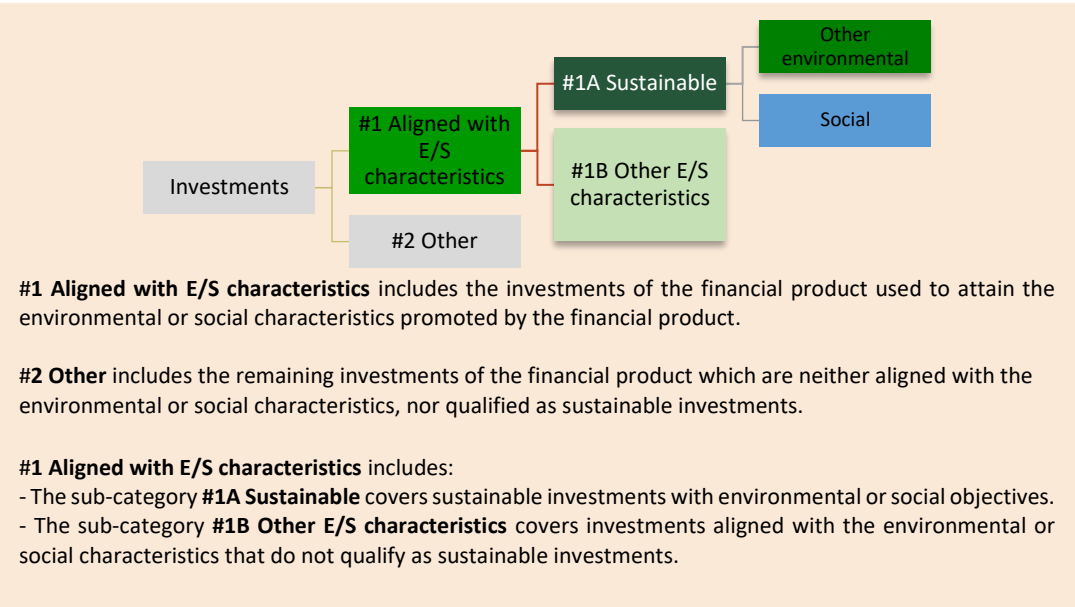 Other
environmental
#1A Sustainable
#1 Aligned with
E/S
characteristics
Social
#1B Other E/S
characteristics
Investments
#2 Other
#1 Aligned with E/S characteristics includes the investments of the financial product used to attain the
environmental or social characteristics promoted by the financial product.
#2 Other includes the remaining investments of the financial product which are neither aligned with the
environmental or social characteristics, nor qualified as sustainable investments.
#1 Aligned with E/S characteristics includes:
- The sub-category #1A Sustainable covers sustainable investments with environmental or social objectives.
- The sub-category #1B Other E/S characteristics covers investments aligned with the environmental or
social characteristics that do not qualify as sustainable investments.